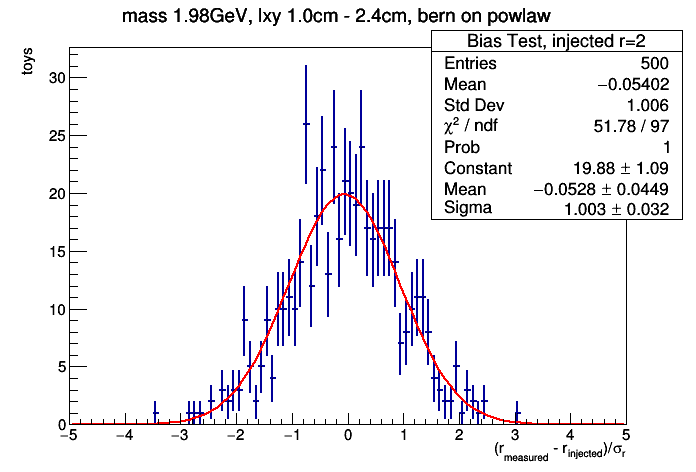 mass 1.98GeV, lxy 1.0cm - 2.4cm, bern on powlaw
Bias Test, injected r=2
Entries 500
Mean −0.05402
Std Dev 1.006
χ² / ndf 51.78 / 97
Prob 1
Constant 19.88 ± 1.09
Mean −0.0528 ± 0.0449
Sigma 1.003 ± 0.032
toys
30
25
20
15
10
5
0
−5 −4 −3 −2 −1 0 1 2 3 4 5
(r_measured - r_injected)/σ_r